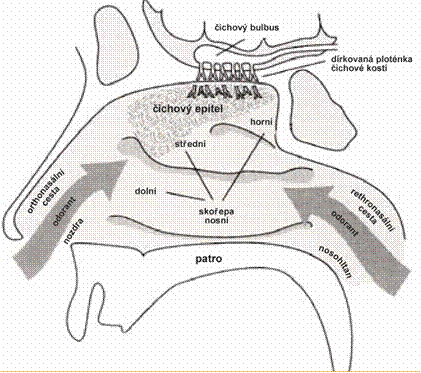 čichový bulbus
dírkovaná ploténka
čichové kosti
čichový epitel
horní
střední
dolní
skořepa
nosní
orthonasální
cesta
odorant
nozdra
rethronasální
cesta
odorant
nosohltan
patro